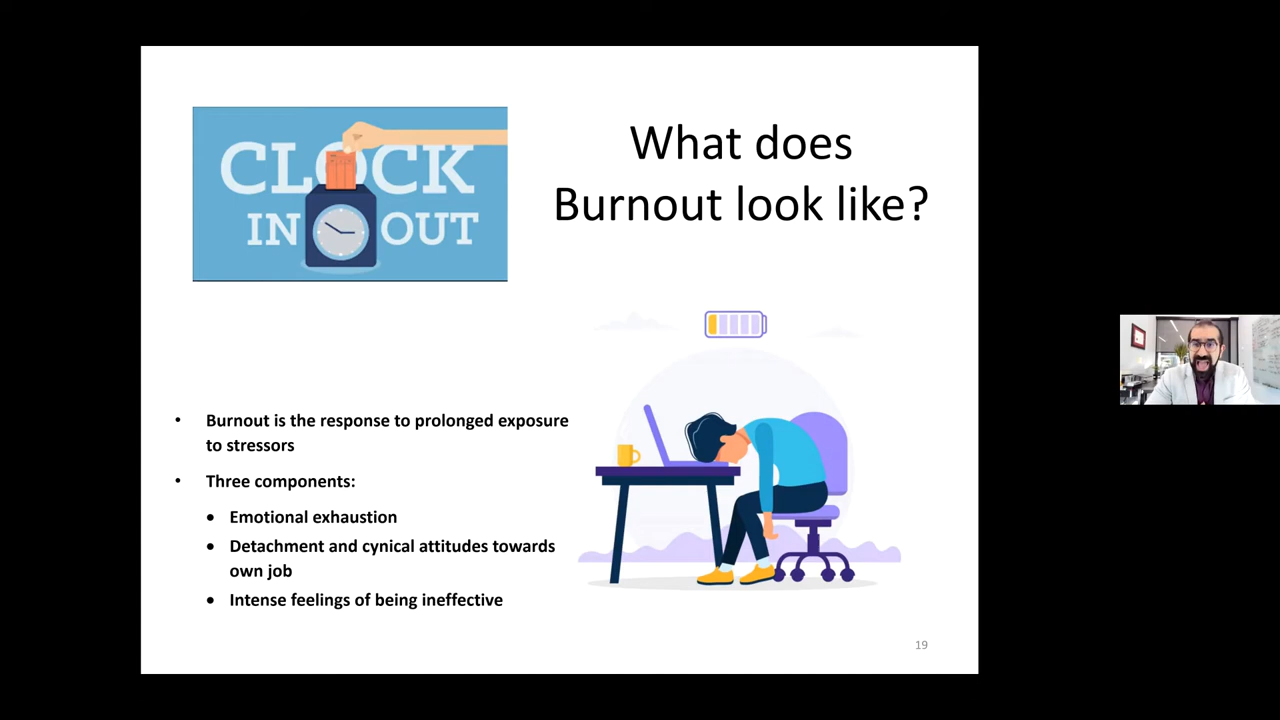 CLOCK
IN OUT
What does
Burnout look like?
• Burnout is the response to prolonged exposure
to stressors
• Three components:
• Emotional exhaustion
• Detachment and cynical attitudes towards
own job
• Intense feelings of being ineffective
19